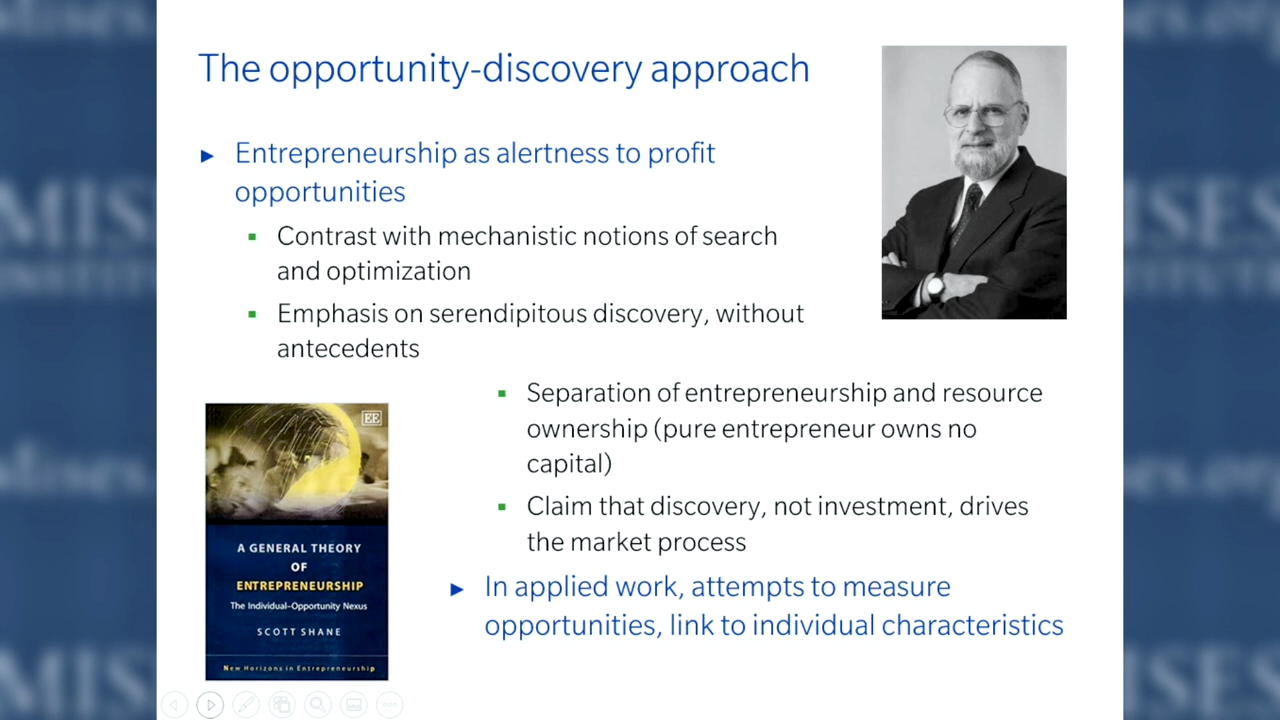 The opportunity-discovery approach
Entrepreneurship as alertness to profit
opportunities
Contrast with mechanistic notions of search
and optimization
Emphasis on serendipitous discovery, without
antecedents
Separation of entrepreneurship and resource
ownership (pure entrepreneur owns no
capital)
Claim that discovery, not investment, drives
the market process
In applied work, attempts to measure
opportunities, link to individual characteristics
EE
A GENERAL THEORY
OF
ENTREPRENEURSHIP
The Individual–Opportunity Nexus
SCOTT SHANE
New Horizons in Entrepreneurship